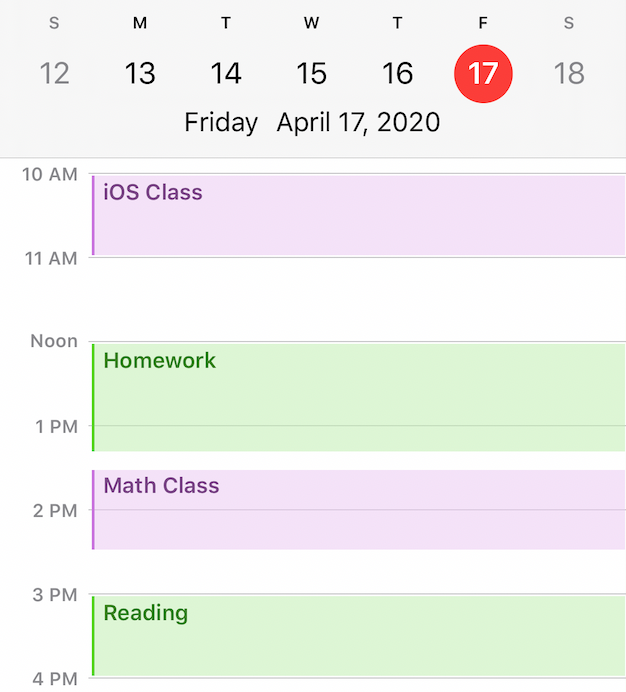 S M T W T F S
12 13 14 15 16 17 18
Friday April 17, 2020
10 AM
iOS Class
11 AM
Noon
Homework
1 PM
Math Class
2 PM
3 PM
Reading
4 PM